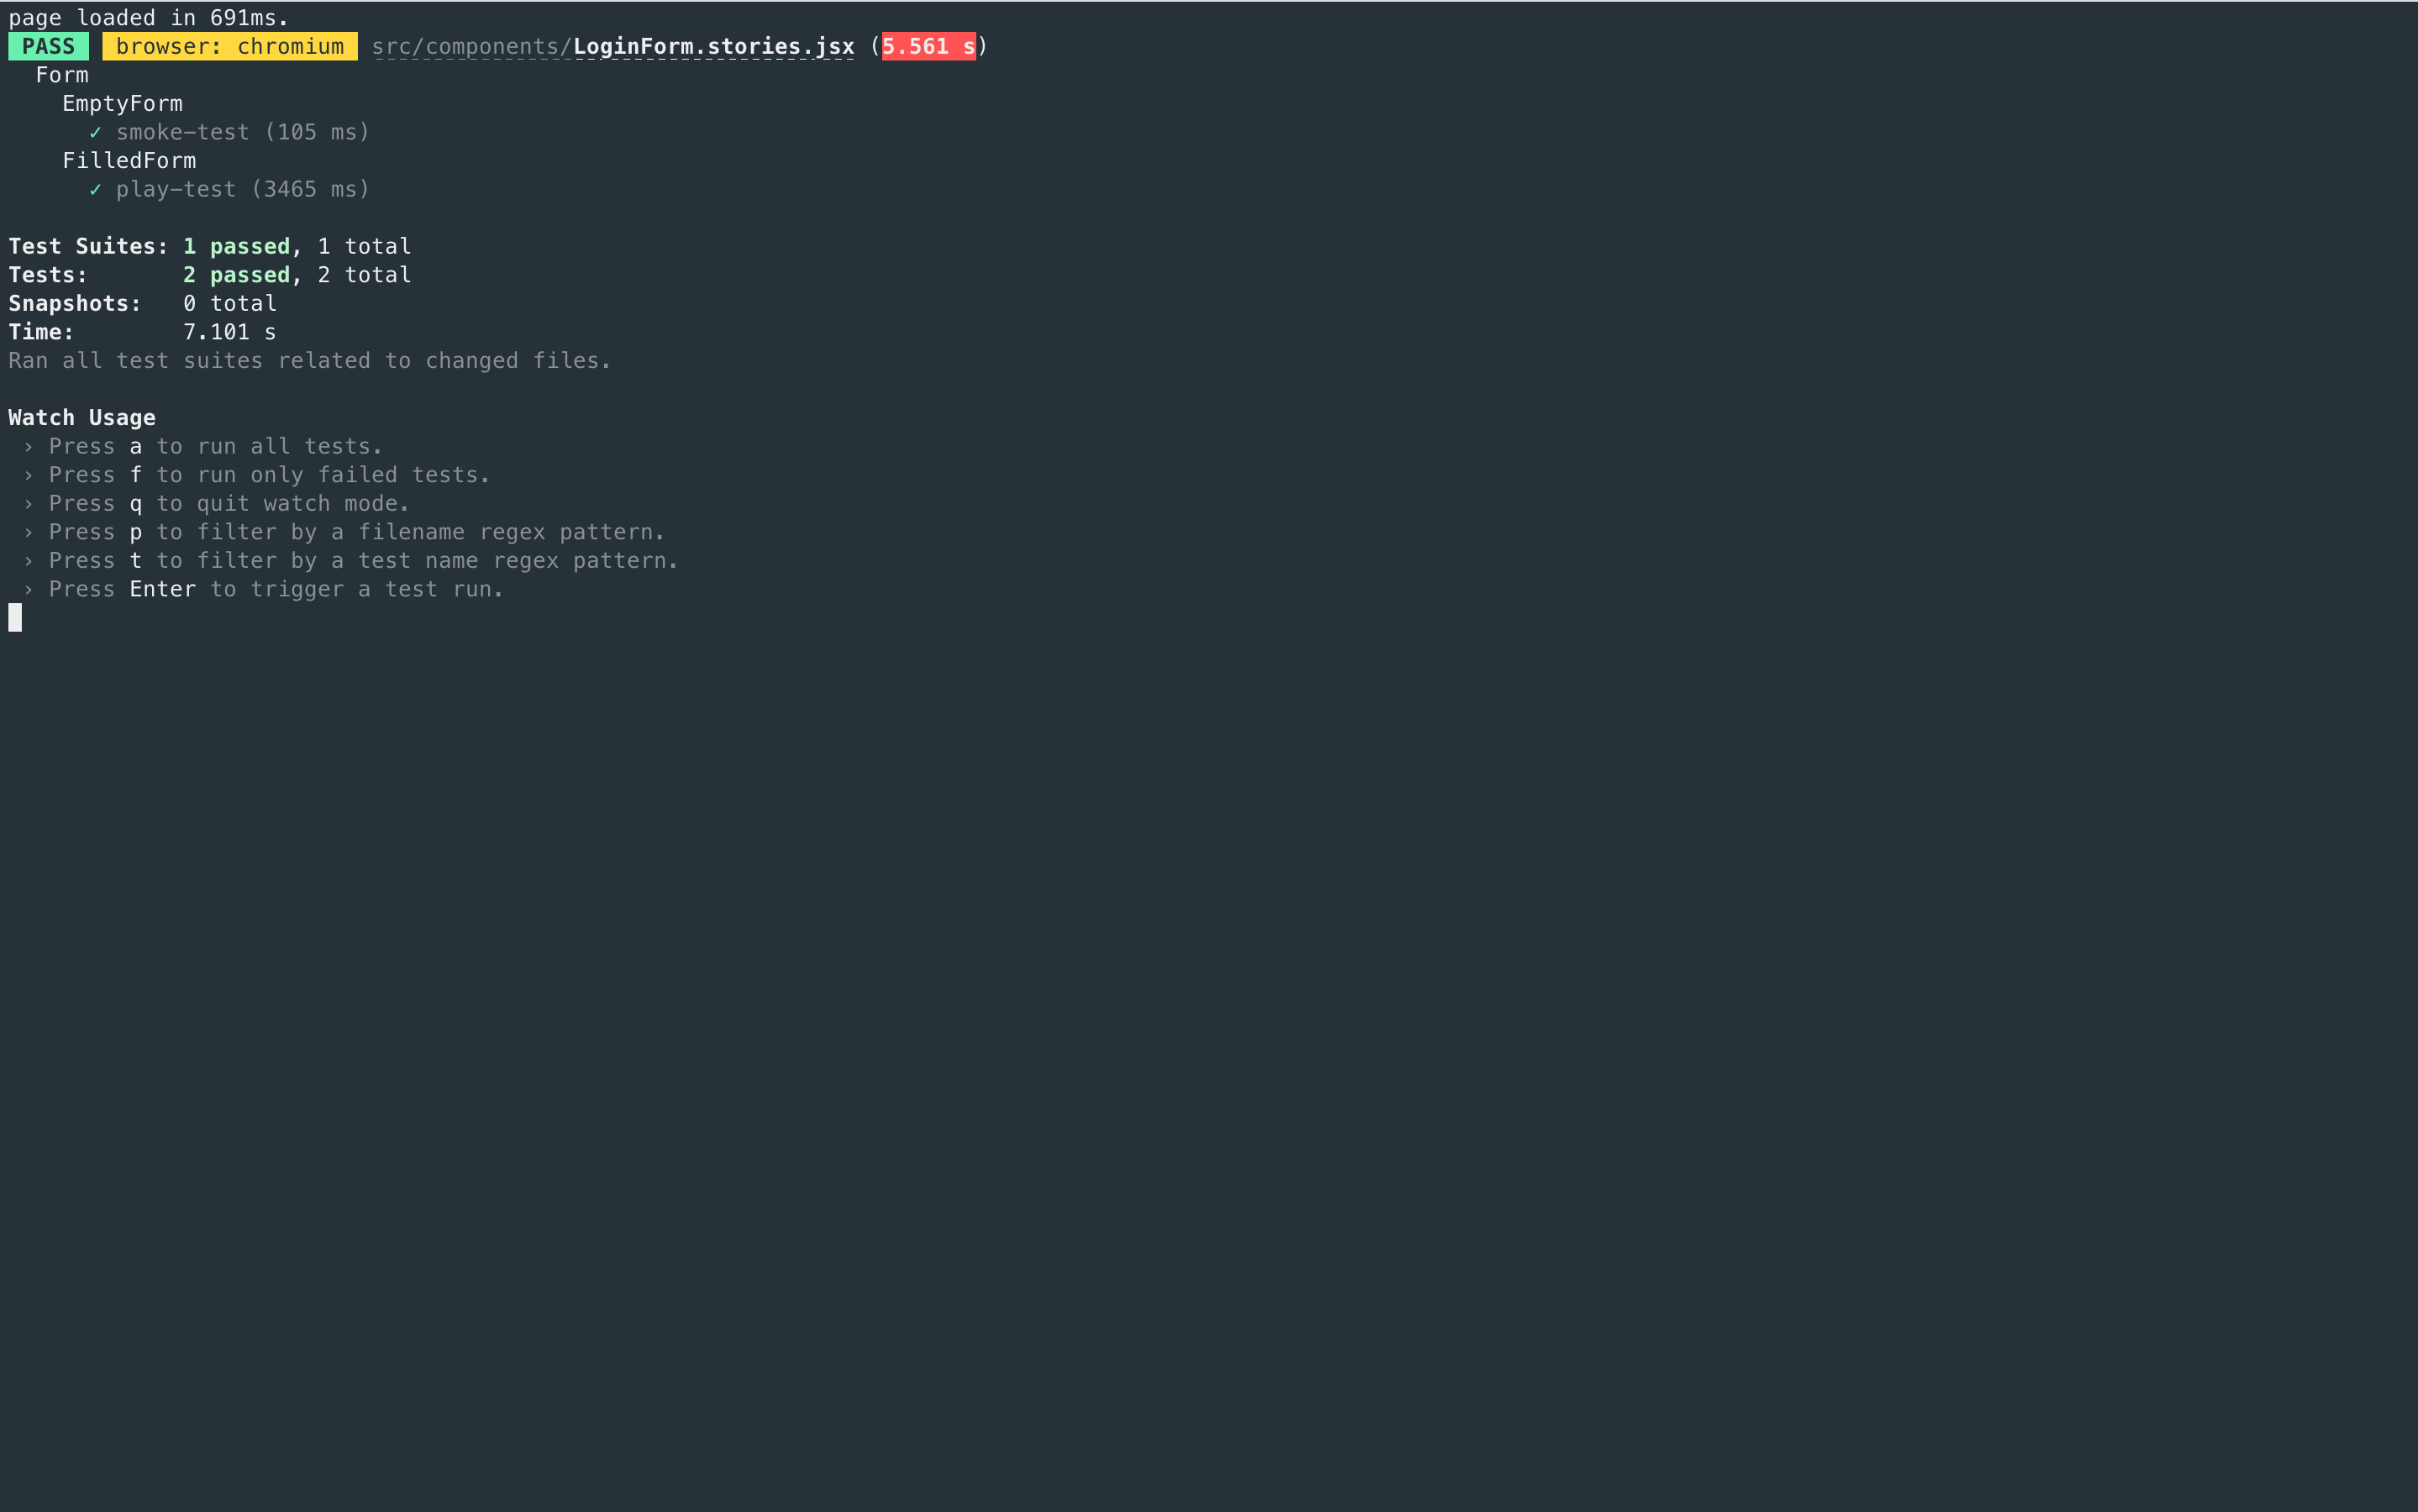 page loaded in 691ms.
PASS browser: chromium src/components/LoginForm.stories.jsx (5.561 s)
Form
EmptyForm
✓ smoke-test (105 ms)
FilledForm
✓ play-test (3465 ms)
Test Suites: 1 passed, 1 total
Tests: 2 passed, 2 total
Snapshots: 0 total
Time: 7.101 s
Ran all test suites related to changed files.
Watch Usage
› Press a to run all tests.
› Press f to run only failed tests.
› Press q to quit watch mode.
› Press p to filter by a filename regex pattern.
› Press t to filter by a test name regex pattern.
› Press Enter to trigger a test run.